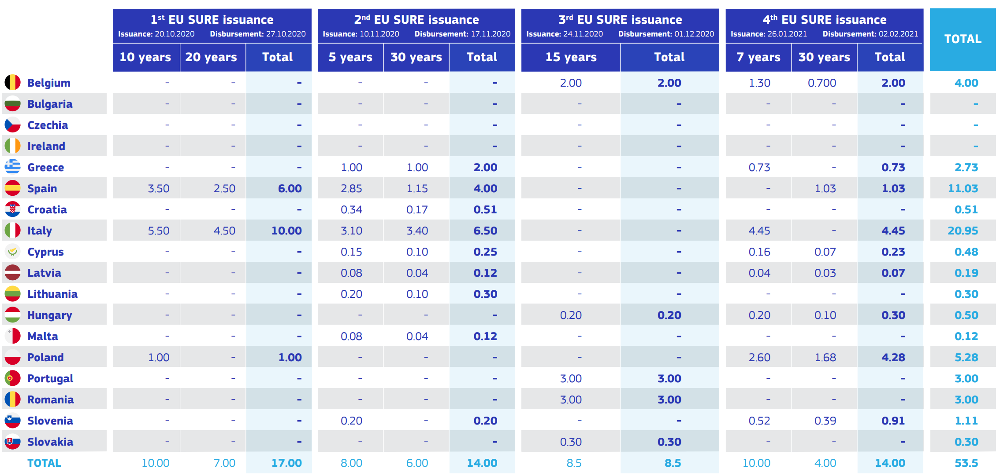 1st EU SURE issuance 2nd EU SURE issuance 3rd EU SURE issuance 4th EU SURE issuance TOTAL
Issuance: 20.10.2020 Disbursement: 27.10.2020 Issuance: 10.11.2020 Disbursement: 17.11.2020 Issuance: 24.11.2020 Disbursement: 01.12.2020 Issuance: 26.01.2021 Disbursement: 02.02.2021
10 years 20 years Total 5 years 30 years Total 15 years Total 7 years 30 years Total
Belgium - - - - - - 2.00 2.00 1.30 0.700 2.00 4.00
Bulgaria - - - - - - - - - - - -
Czechia - - - - - - - - - - - -
Ireland - - - - - - - - - - - -
Greece - - - 1.00 1.00 2.00 - - 0.73 - 0.73 2.73
Spain 3.50 2.50 6.00 2.85 1.15 4.00 - - - 1.03 1.03 11.03
Croatia - - - 0.34 0.17 0.51 - - - - - 0.51
Italy 5.50 4.50 10.00 3.10 3.40 6.50 - - 4.45 - 4.45 20.95
Cyprus - - - 0.15 0.10 0.25 - - 0.16 0.07 0.23 0.48
Latvia - - - 0.08 0.04 0.12 - - 0.04 0.03 0.07 0.19
Lithuania - - - 0.20 0.10 0.30 - - - - - 0.30
Hungary - - - - - - 0.20 0.20 0.20 0.10 0.30 0.50
Malta - - - 0.08 0.04 0.12 - - - - - 0.12
Poland 1.00 - 1.00 - - - - - 2.60 1.68 4.28 5.28
Portugal - - - - - - 3.00 3.00 - - - 3.00
Romania - - - - - - 3.00 3.00 - - - 3.00
Slovenia - - - 0.20 - 0.20 - - 0.52 0.39 0.91 1.11
Slovakia - - - - - - 0.30 0.30 - - - 0.30
TOTAL 10.00 7.00 17.00 8.00 6.00 14.00 8.5 8.5 10.00 4.00 14.00 53.5